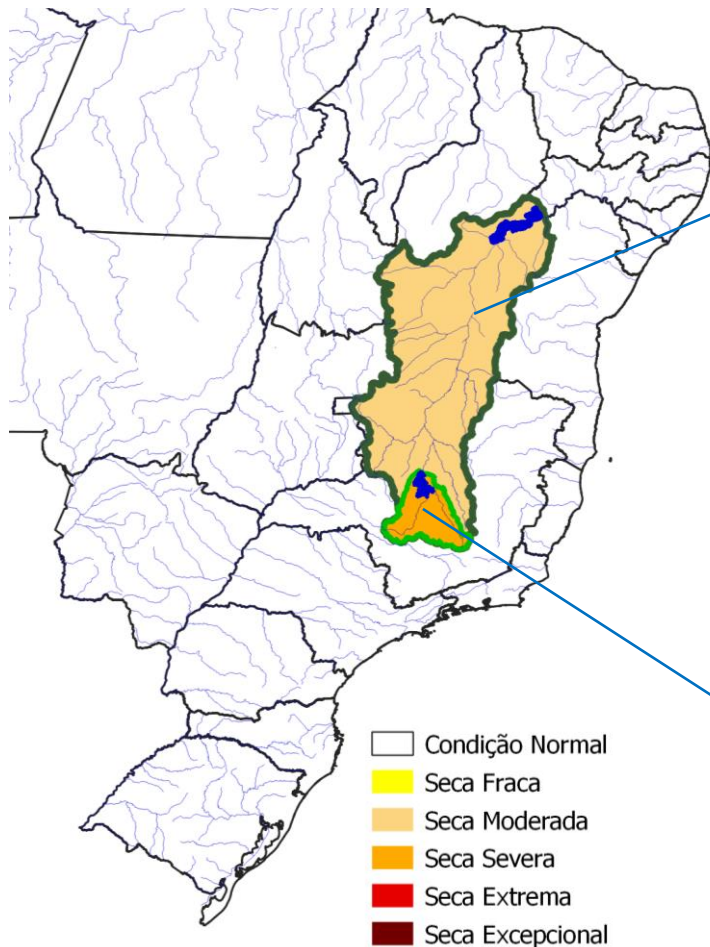 Condição Normal
Seca Fraca
Seca Moderada
Seca Severa
Seca Extrema
Seca Excepcional